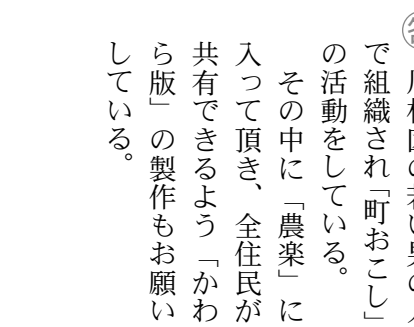 で組織され「町おこし」
の活動をしている。
その中に「農楽」に
入って頂き、全住民が
共有できるよう「かわ
ら版」の製作もお願い
している。